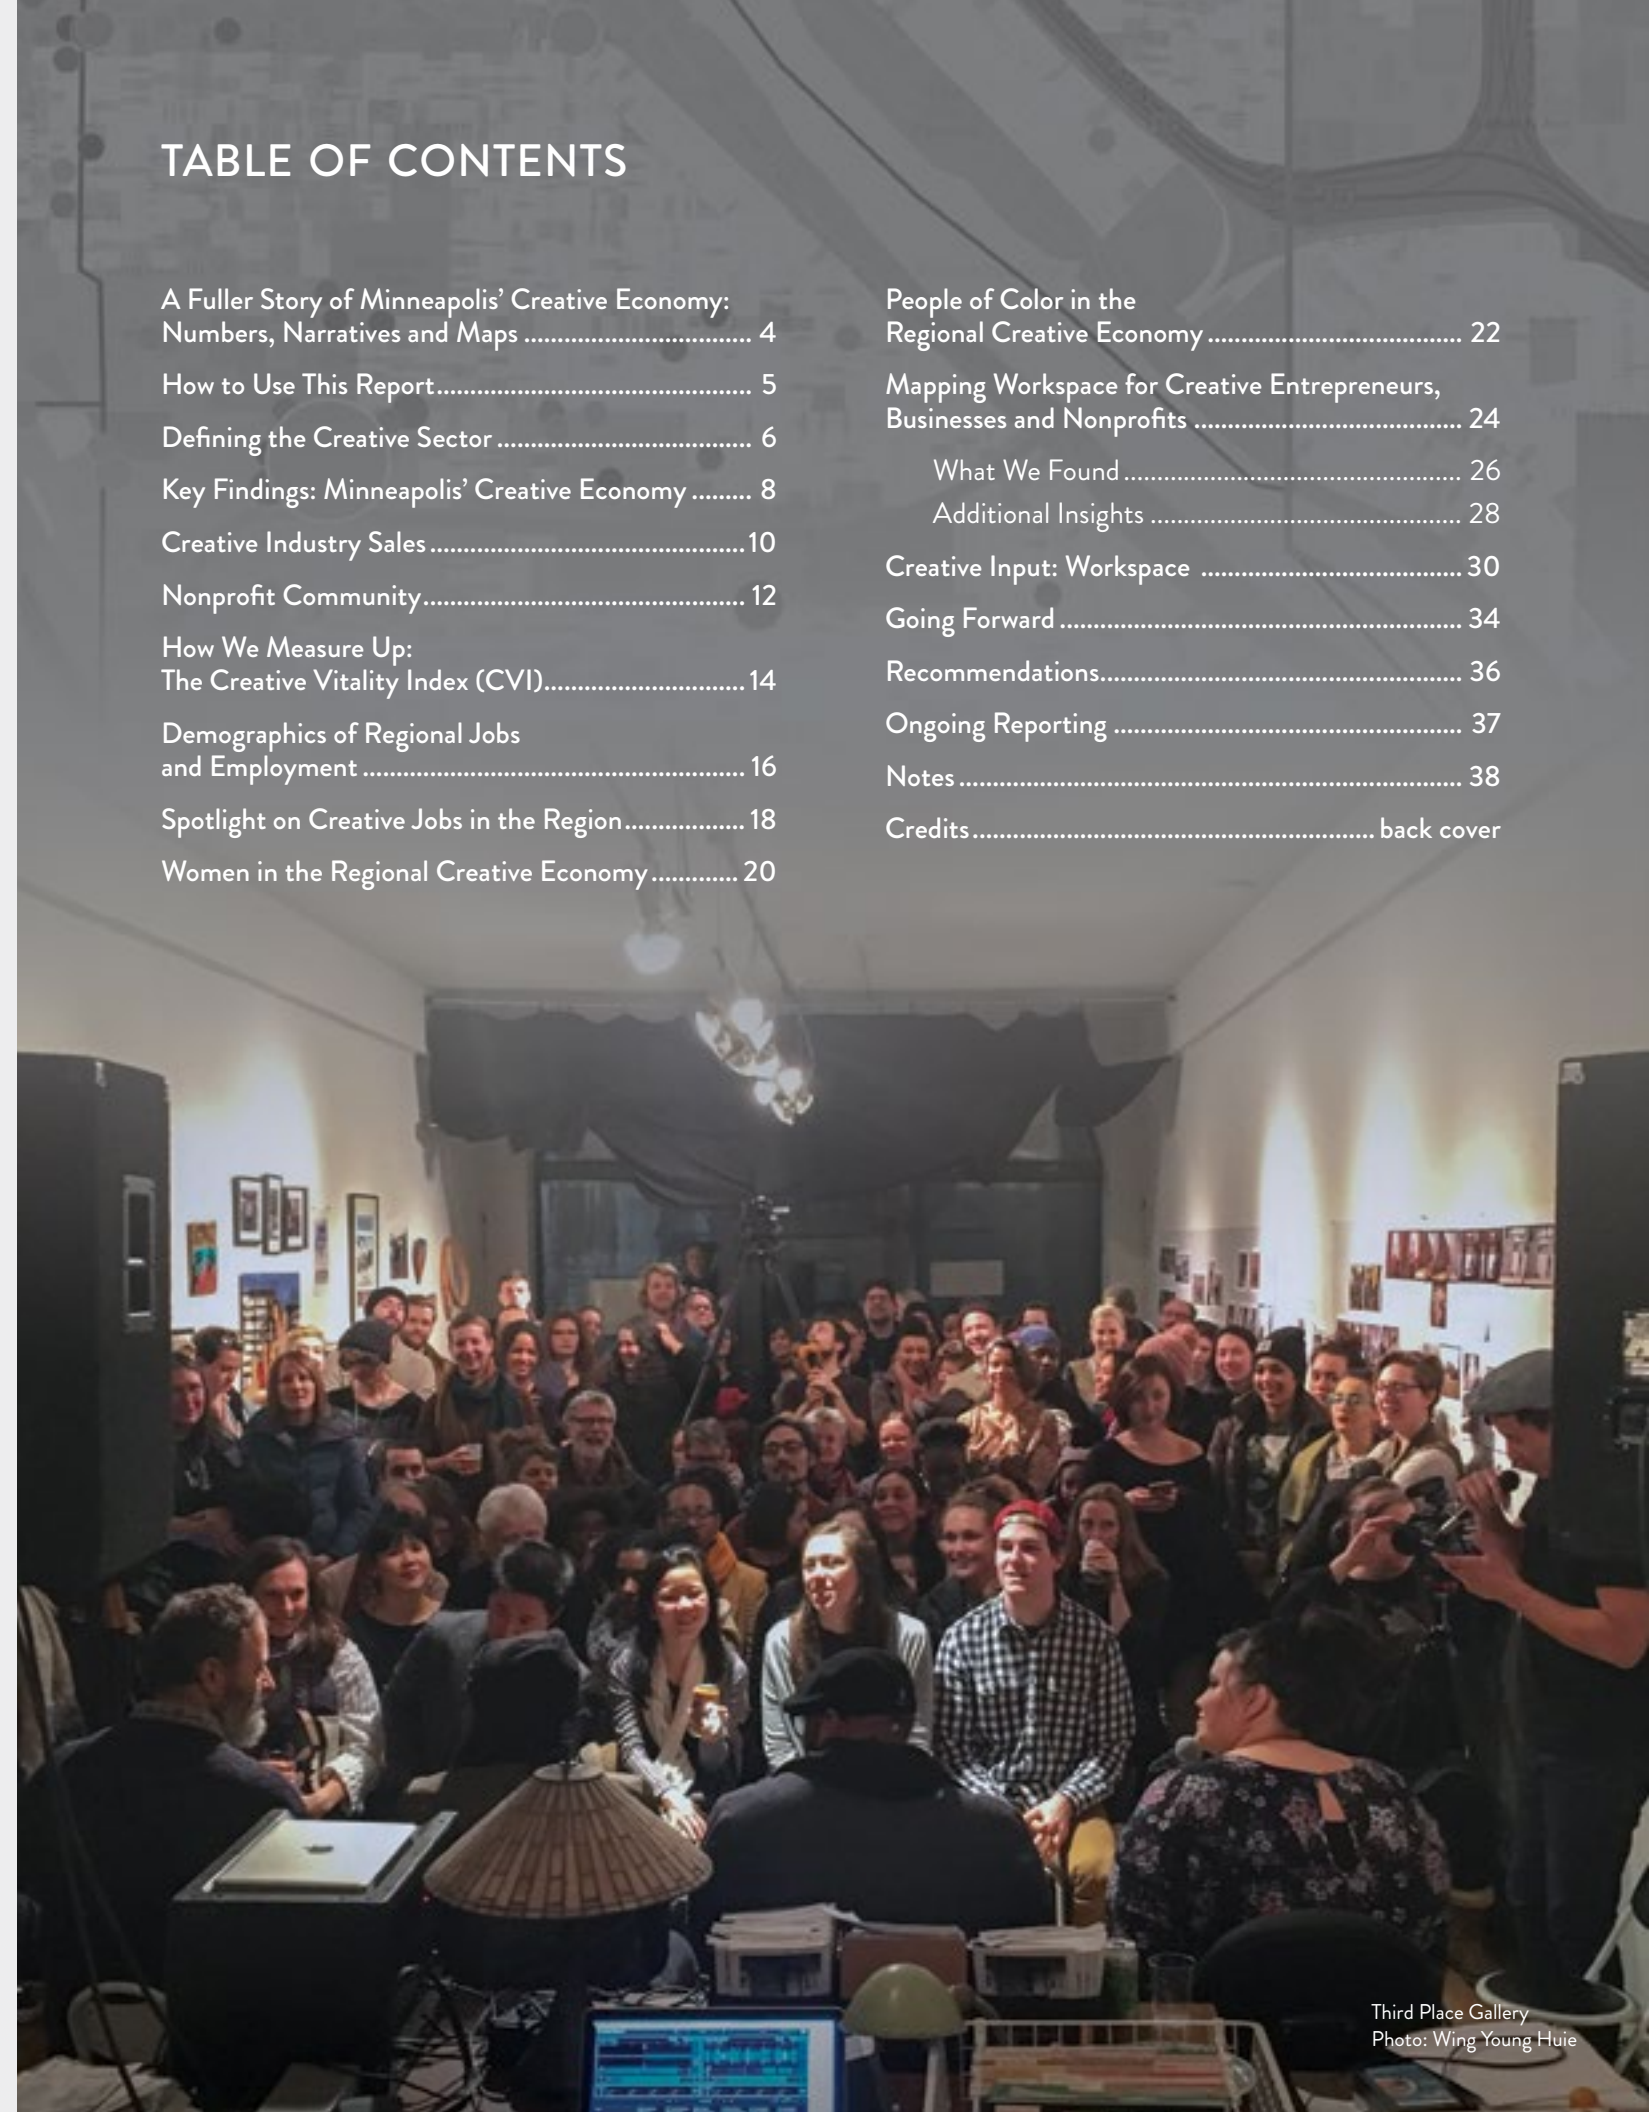 TABLE OF CONTENTS
A Fuller Story of Minneapolis’ Creative Economy:
Numbers, Narratives and Maps .................................. 4
How to Use This Report............................................... 5
Defining the Creative Sector ...................................... 6
Key Findings: Minneapolis’ Creative Economy ......... 8
Creative Industry Sales ...............................................10
Nonprofit Community................................................ 12
How We Measure Up:
The Creative Vitality Index (CVI)..............................14
Demographics of Regional Jobs
and Employment ......................................................... 16
Spotlight on Creative Jobs in the Region.................. 18
Women in the Regional Creative Economy............. 20
People of Color in the
Regional Creative Economy...................................... 22
Mapping Workspace for Creative Entrepreneurs,
Businesses and Nonprofits ........................................ 24
What We Found.................................................. 26
Additional Insights .............................................. 28
Creative Input: Workspace ....................................... 30
Going Forward ............................................................ 34
Recommendations...................................................... 36
Ongoing Reporting .................................................... 37
Notes ........................................................................... 38
Credits............................................................ back cover
Third Place Gallery
Photo: Wing Young Huie